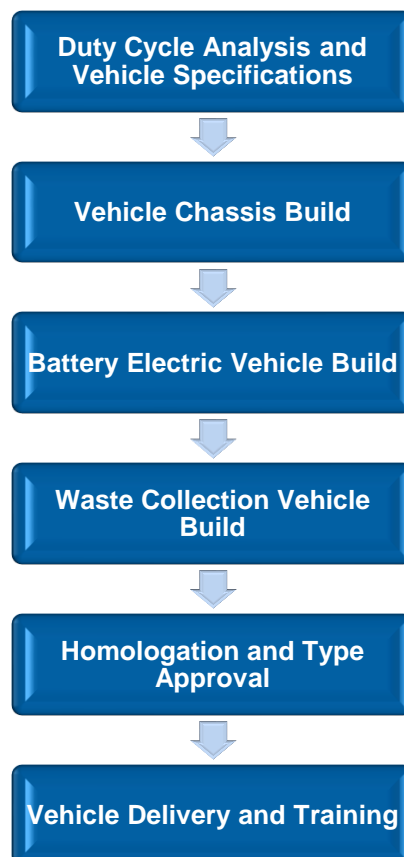 Duty Cycle Analysis and
Vehicle Specifications
Vehicle Chassis Build
Battery Electric Vehicle Build
Waste Collection Vehicle
Build
Homologation and Type
Approval
Vehicle Delivery and Training